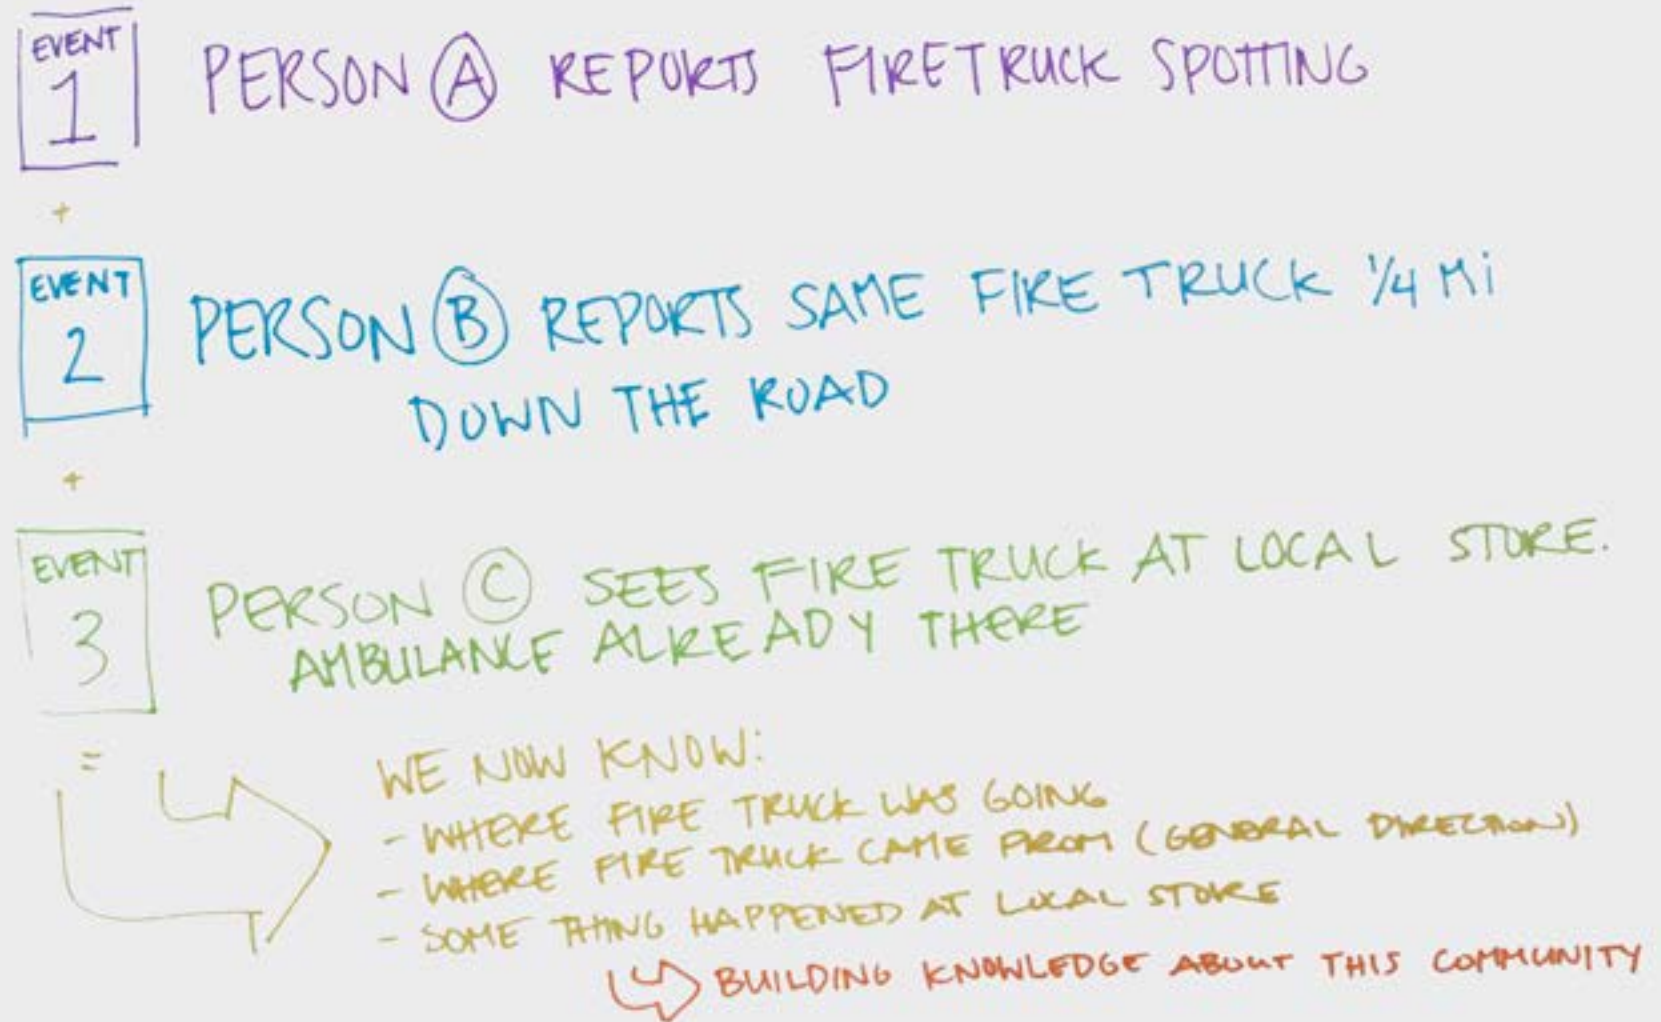 EVENT
1
PERSON A REPORTS FIRETRUCK SPOTTING
+
EVENT
2
PERSON B REPORTS SAME FIRE TRUCK 1/4 Mi
DOWN THE ROAD
+
EVENT
3
PERSON C SEES FIRE TRUCK AT LOCAL STORE.
AMBULANCE ALREADY THERE
=
WE NOW KNOW:
- WHERE FIRE TRUCK WAS GOING
- WHERE FIRE TRUCK CAME FROM (GENERAL DIRECTION)
- SOME THING HAPPENED AT LOCAL STORE
BUILDING KNOWLEDGE ABOUT THIS COMMUNITY